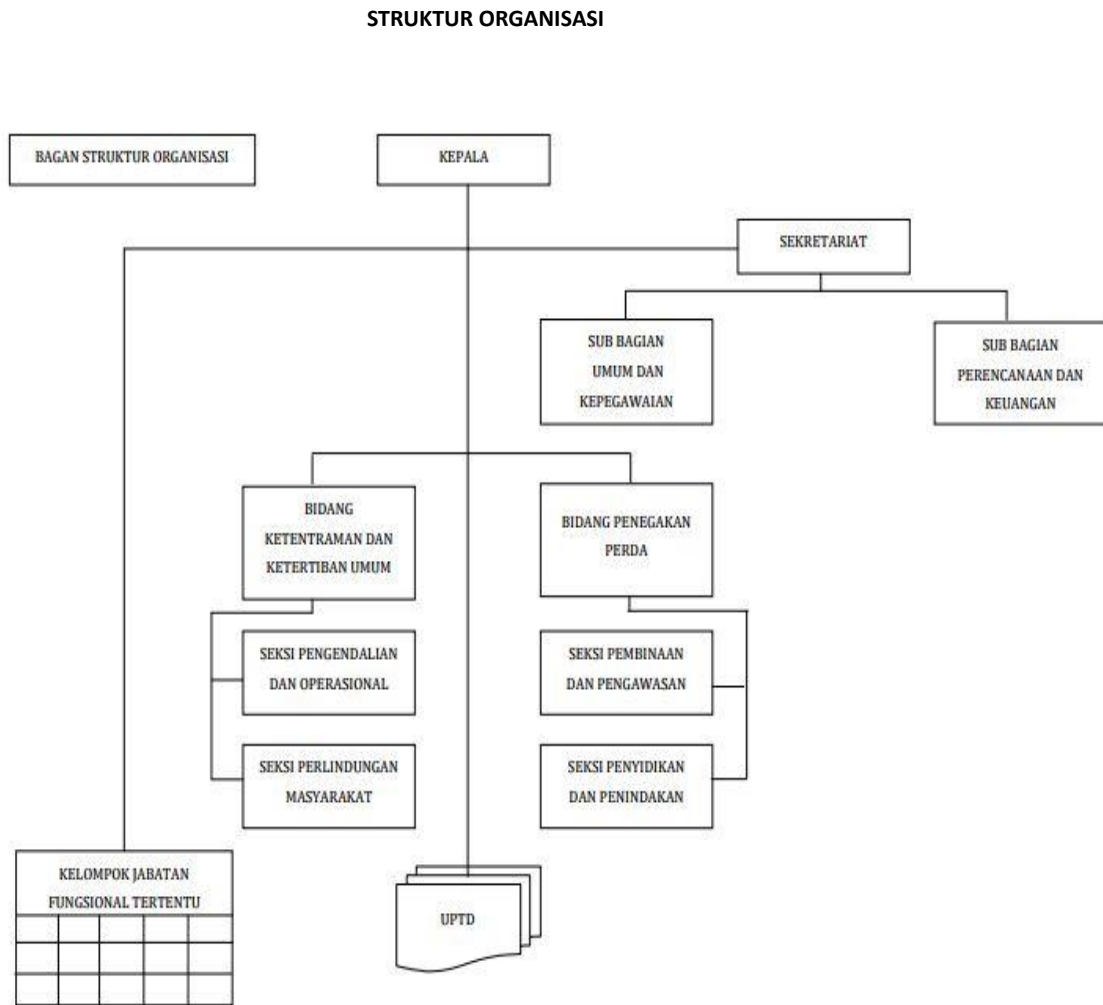 STRUKTUR ORGANISASI
BAGAN STRUKTUR ORGANISASI
KEPALA
SEKRETARIAT
SUB BAGIAN
UMUM DAN
KEPEGAWAIAN
SUB BAGIAN
PERENCANAAN DAN
KEUANGAN
BIDANG
KETENTRAMAN DAN
KETERTIBAN UMUM
BIDANG PENEGAKAN
PERDA
SEKSI PENGENDALIAN
DAN OPERASIONAL
SEKSI PEMBINAAN
DAN PENGAWASAN
SEKSI PERLINDUNGAN
MASYARAKAT
SEKSI PENYIDIKAN
DAN PENINDAKAN
KELOMPOK JABATAN
FUNGSIONAL TERTENTU
UPTD